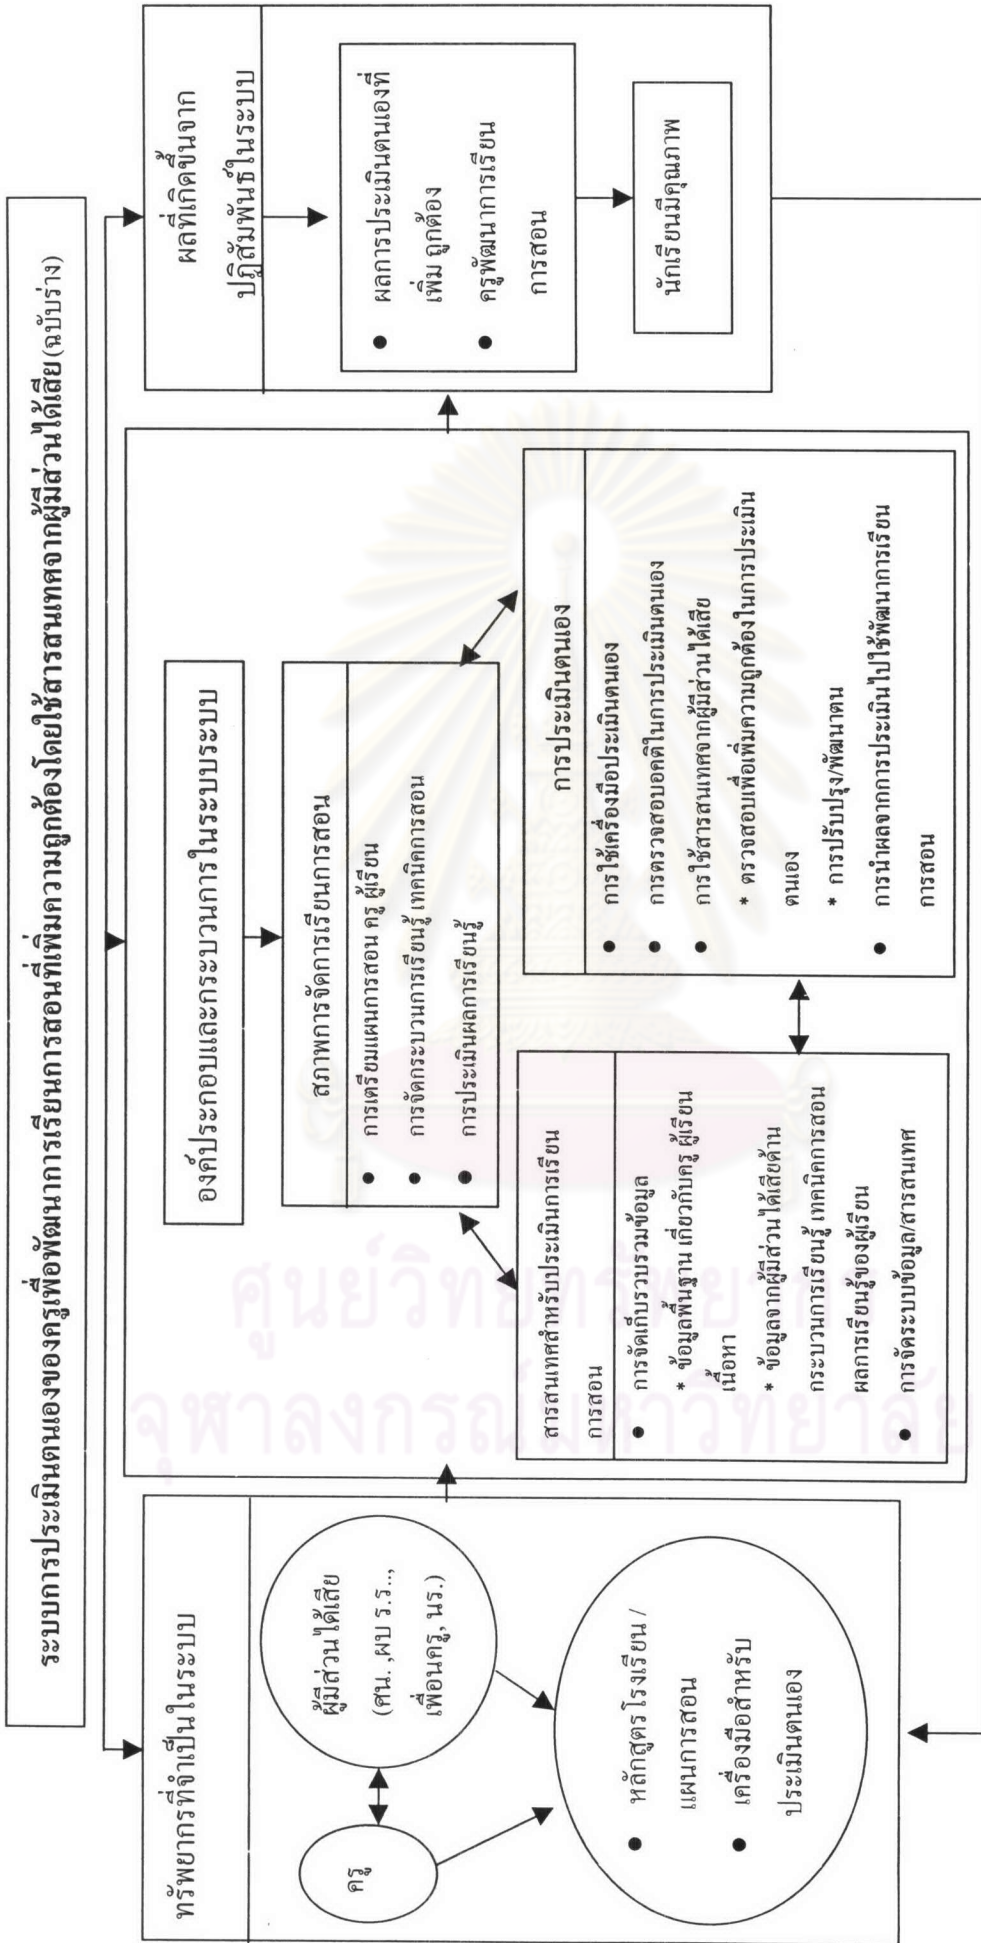 ระบบการประเมินตนเองของครูเพื่อพัฒนาการเรียนการสอนที่เพิ่มความถูกต้องโดยใช้สารสนเทศจากผู้มีส่วนได้เสีย (ฉบับร่าง)
ทรัพยากรที่จำเป็นในระบบ
ครู
ผู้มีส่วนได้เสีย
(ศน. ,ผบ ร.ร..,
เพื่อนครู, นร.)
● หลักสูตรโรงเรียน /
แผนการสอน
● เครื่องมือสำหรับ
ประเมินตนเอง
องค์ประกอบและกระบวนการในระบบระบบ
สภาพการจัดการเรียนการสอน
● การเตรียมแผนการสอน ครู ผู้เรียน
● การจัดกระบวนการเรียนรู้ เทคนิคการสอน
● การประเมินผลการเรียนรู้
สารสนเทศสำหรับประเมินการเรียน
การสอน
● การจัดเก็บรวบรวมข้อมูล
* ข้อมูลพื้นฐาน เกี่ยวกับครู ผู้เรียน
เนื้อหา
* ข้อมูลจากผู้มีส่วนได้เสียด้าน
กระบวนการเรียนรู้ เทคนิคการสอน
ผลการเรียนรู้ของผู้เรียน
● การจัดระบบข้อมูล/สารสนเทศ
การประเมินตนเอง
● การใช้เครื่องมือประเมินตนเอง
● การตรวจสอบอคติในการประเมินตนเอง
● การใช้สารสนเทศจากผู้มีส่วนได้เสีย
* ตรวจสอบเพื่อเพิ่มความถูกต้องในการประเมิน
ตนเอง
* การปรับปรุง/พัฒนาตน
● การนำผลจากการประเมินไปใช้พัฒนาการเรียน
การสอน
ผลที่เกิดขึ้นจาก
ปฏิสัมพันธ์ในระบบ
● ผลการประเมินตนเองที่
เพิ่ม ถูกต้อง
● ครูพัฒนาการเรียน
การสอน
นักเรียนมีคุณภาพ
ศูนย์วิทยทรัพยากร
จุฬาลงกรณ์มหาวิทยาลัย